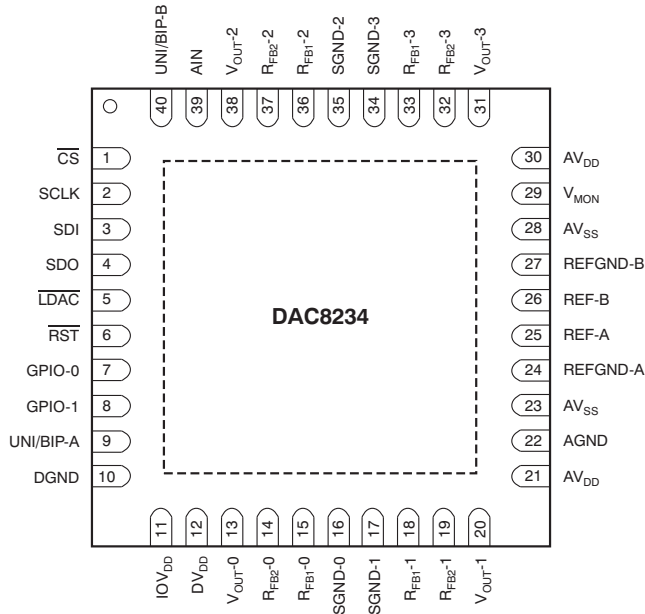 UNI/BIP-B
AIN
VOUT-2
RFB2-2
RFB1-2
SGND-2
SGND-3
RFB1-3
RFB2-3
VOUT-3
40 39 38 37 36 35 34 33 32 31
CS 1
SCLK 2
SDI 3
SDO 4
LDAC 5
RST 6
GPIO-0 7
GPIO-1 8
UNI/BIP-A 9
DGND 10
DAC8234
30 AVDD
29 VMON
28 AVSS
27 REFGND-B
26 REF-B
25 REF-A
24 REFGND-A
23 AVSS
22 AGND
21 AVDD
11 12 13 14 15 16 17 18 19 20
IOVDD
DVDD
VOUT-0
RFB2-0
RFB1-0
SGND-0
SGND-1
RFB1-1
RFB2-1
VOUT-1